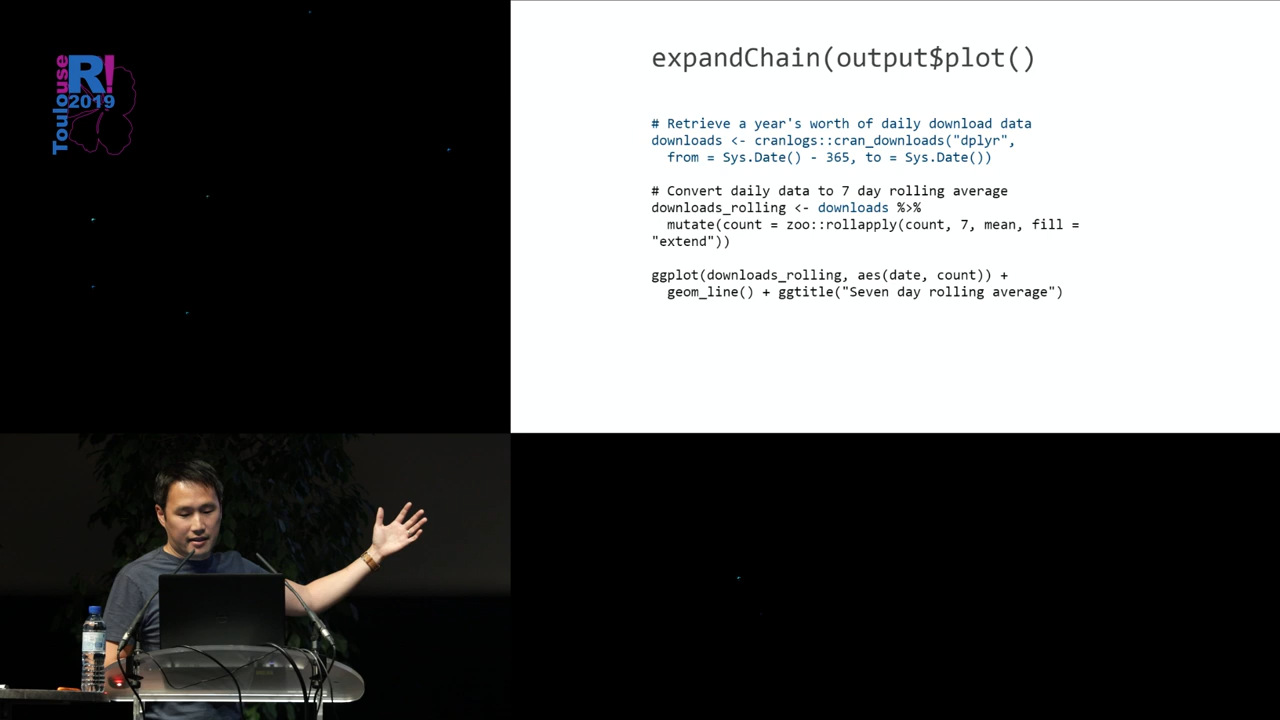 Toulouse
R!
2019
expandChain(output$plot()
# Retrieve a year's worth of daily download data
downloads <- cranlogs::cran_downloads("dplyr",
  from = Sys.Date() - 365, to = Sys.Date())
# Convert daily data to 7 day rolling average
downloads_rolling <- downloads %>%
  mutate(count = zoo::rollapply(count, 7, mean, fill =
"extend"))
ggplot(downloads_rolling, aes(date, count)) +
  geom_line() + ggtitle("Seven day rolling average")